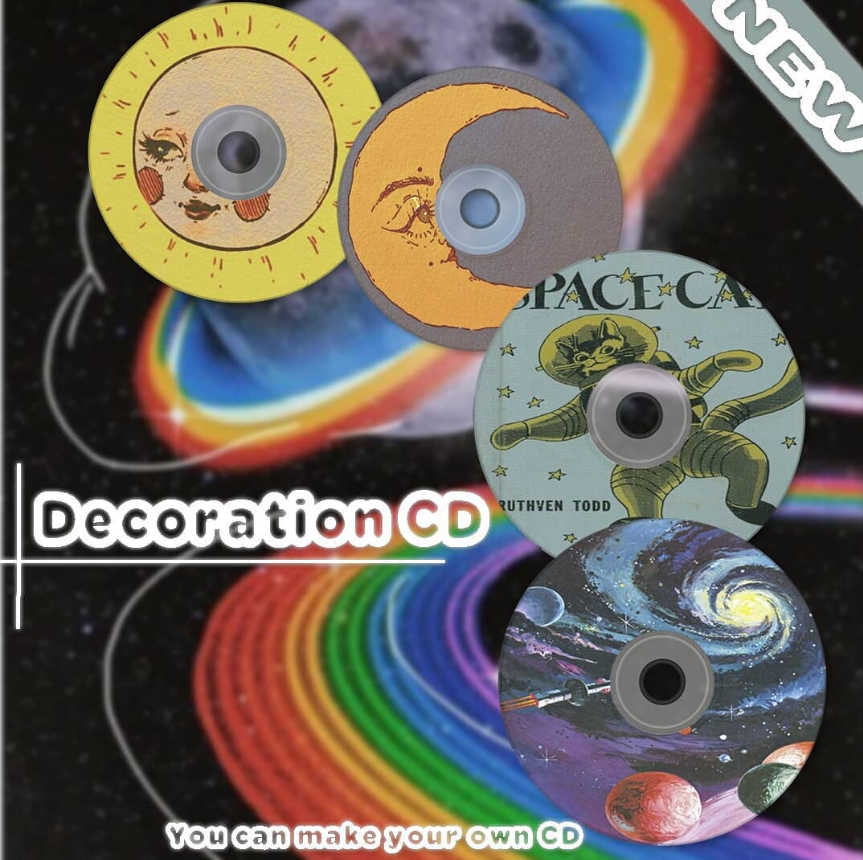 NEW
SPACE CA
RUTHVEN TODD
Decoration CD
You can make your own CD